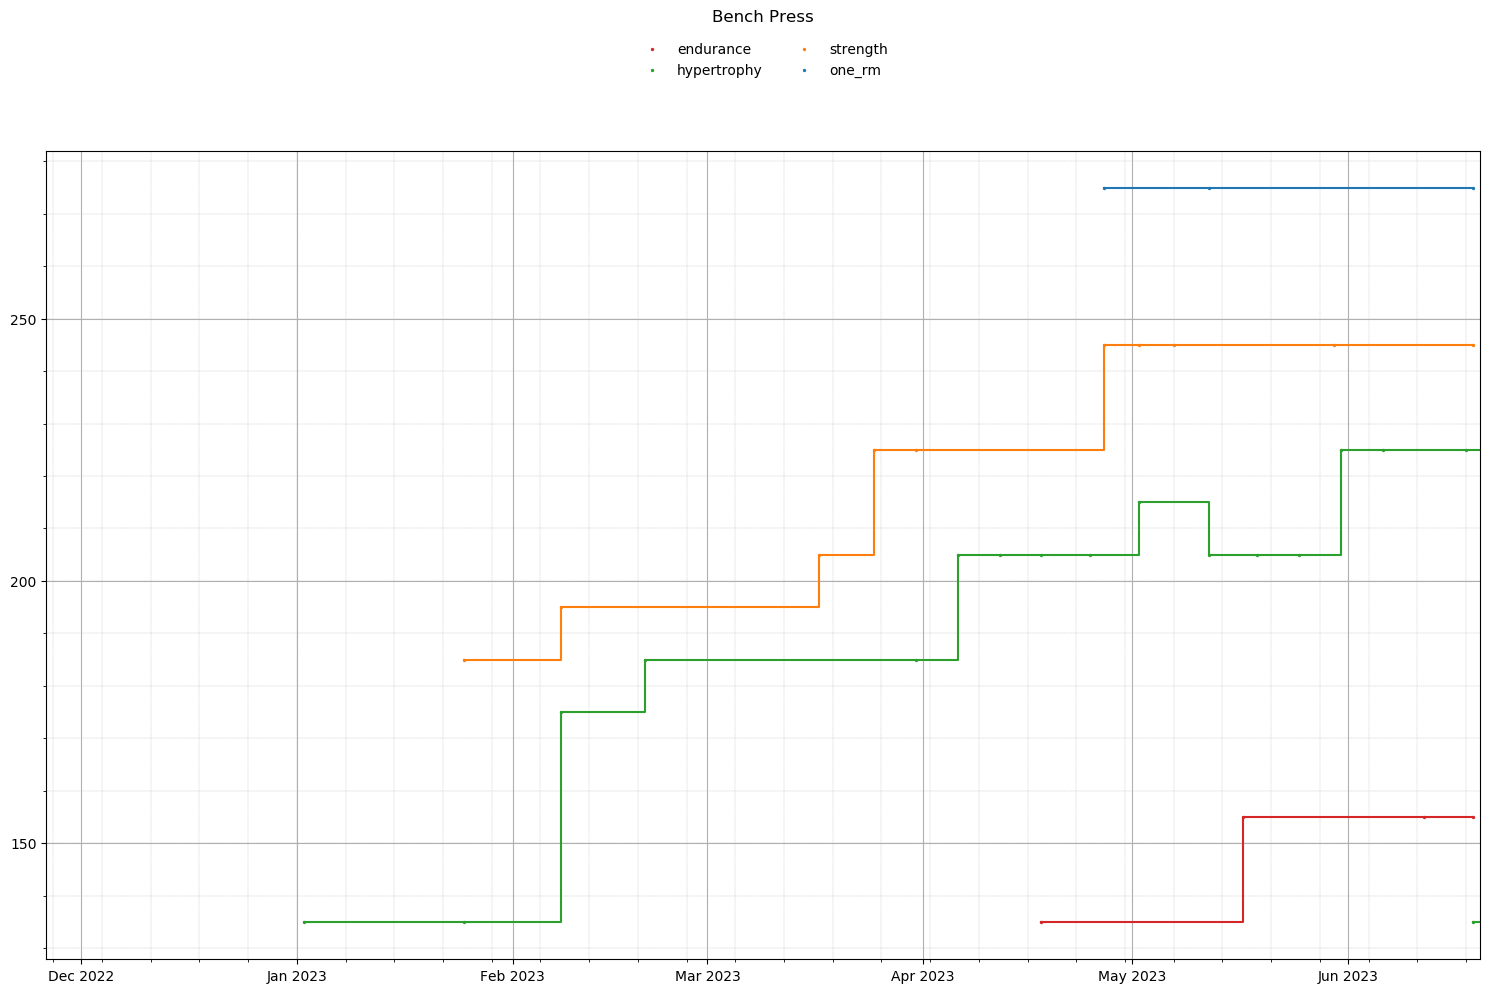 Bench Press
endurance strength
hypertrophy one_rm
250
200
150
Dec 2022 Jan 2023 Feb 2023 Mar 2023 Apr 2023 May 2023 Jun 2023